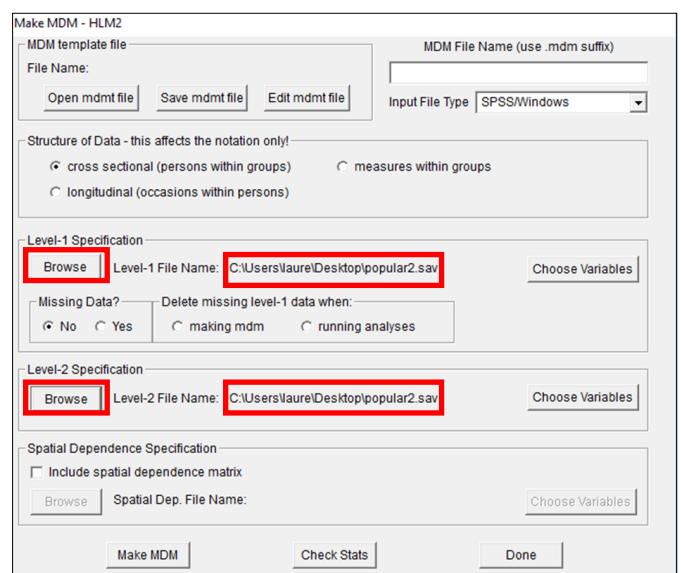 Make MDM - HLM2
MDM template file
File Name:
Open mdmt file Save mdmt file Edit mdmt file
MDM File Name (use .mdm suffix)
Input File Type SPSS/Windows
Structure of Data - this affects the notation only!
cross sectional (persons within groups) measures within groups
longitudinal (occasions within persons)
Level-1 Specification
Browse Level-1 File Name: C:\Users\laure\Desktop\popular2.sav Choose Variables
Missing Data? Delete missing level-1 data when:
No Yes making mdm running analyses
Level-2 Specification
Browse Level-2 File Name: C:\Users\laure\Desktop\popular2.sav Choose Variables
Spatial Dependence Specification
Include spatial dependence matrix
Browse Spatial Dep. File Name: Choose Variables
Make MDM Check Stats Done